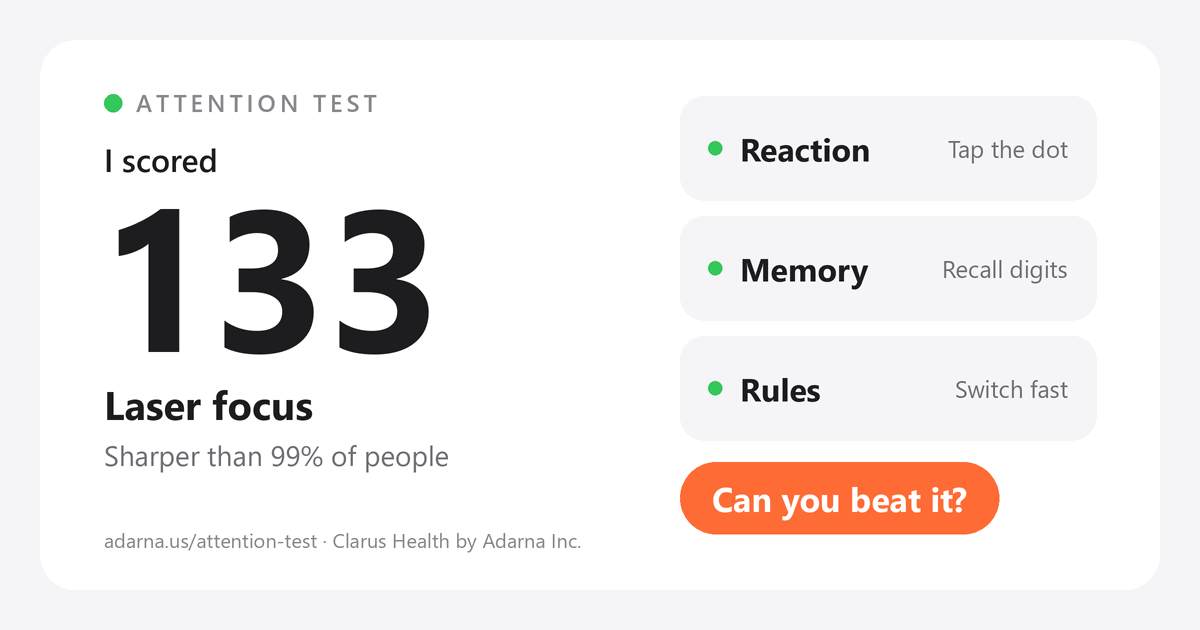 ATTENTION TEST
I scored
133
Laser focus
Sharper than 99% of people
adarna.us/attention-test · Clarus Health by Adarna Inc.
Reaction Tap the dot
Memory Recall digits
Rules Switch fast
Can you beat it?